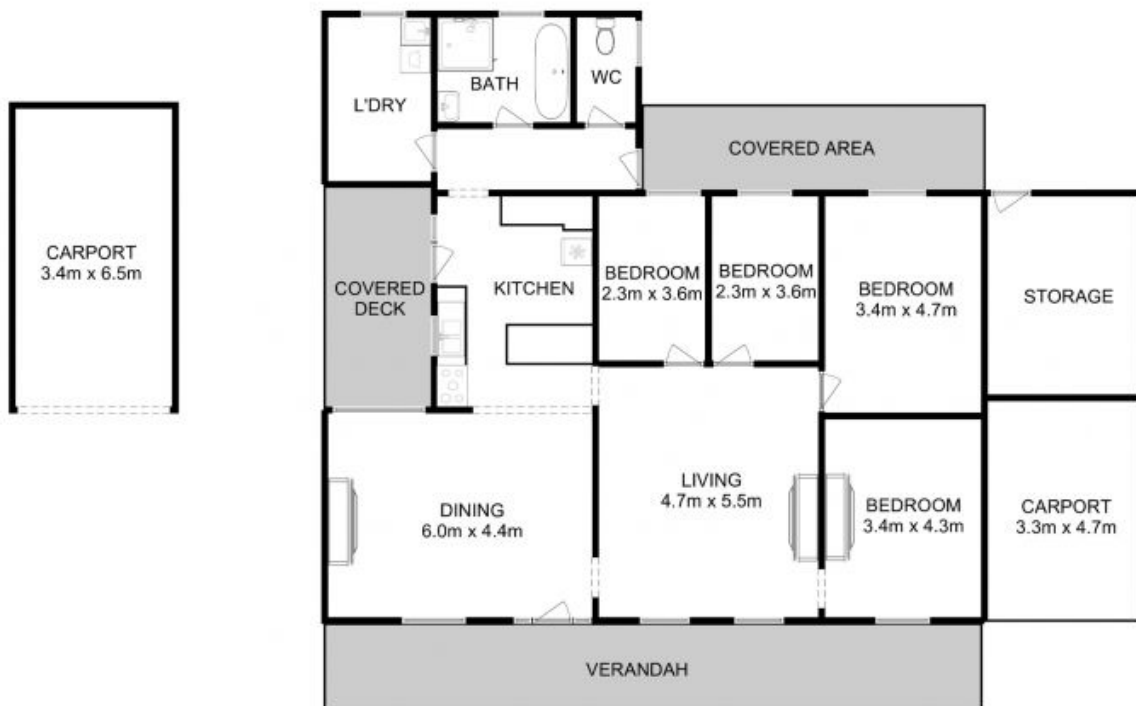 L'DRY
BATH
WC
COVERED AREA
CARPORT
3.4m x 6.5m
COVERED
DECK
KITCHEN
BEDROOM
2.3m x 3.6m
BEDROOM
2.3m x 3.6m
BEDROOM
3.4m x 4.7m
STORAGE
DINING
6.0m x 4.4m
LIVING
4.7m x 5.5m
BEDROOM
3.4m x 4.3m
CARPORT
3.3m x 4.7m
VERANDAH